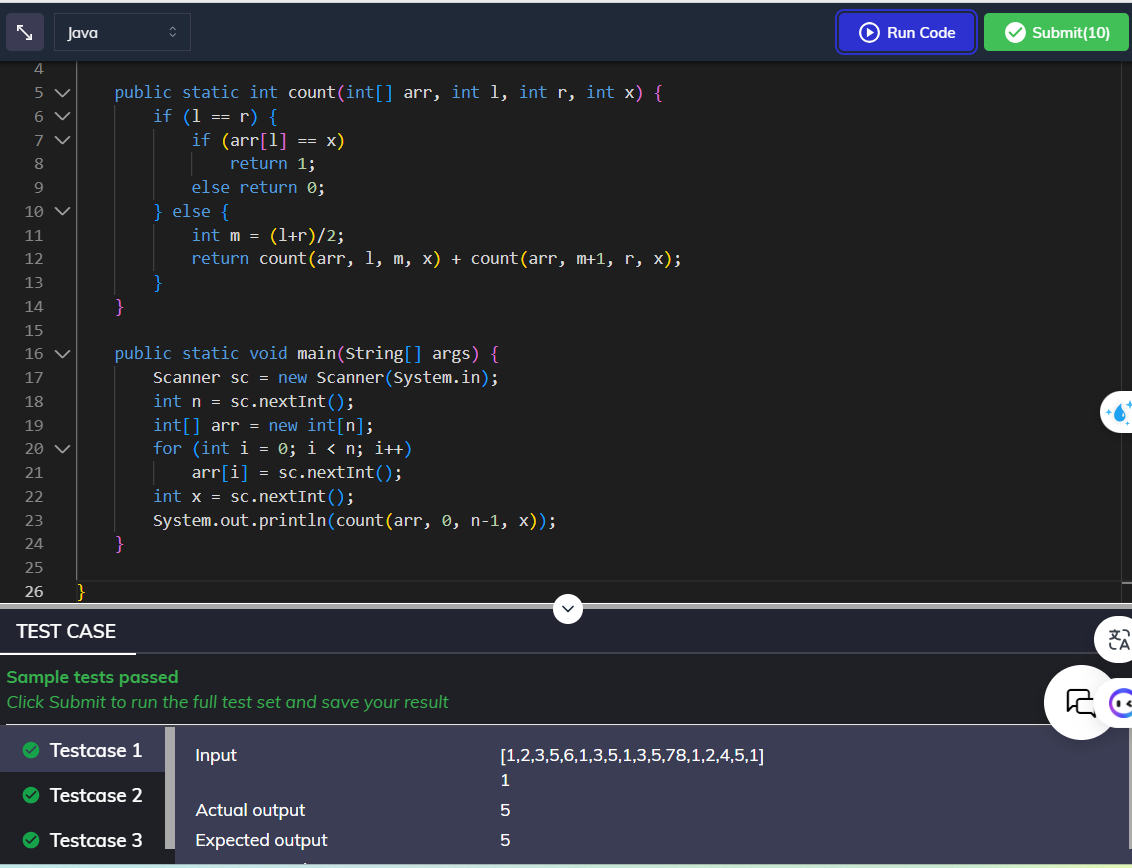 Java
Run Code
Submit(10)
4
5 public static int count(int[] arr, int l, int r, int x) {
6 if (l == r) {
7 if (arr[l] == x)
8 return 1;
9 else return 0;
10 } else {
11 int m = (l+r)/2;
12 return count(arr, l, m, x) + count(arr, m+1, r, x);
13 }
14 }
15
16 public static void main(String[] args) {
17 Scanner sc = new Scanner(System.in);
18 int n = sc.nextInt();
19 int[] arr = new int[n];
20 for (int i = 0; i < n; i++)
21 arr[i] = sc.nextInt();
22 int x = sc.nextInt();
23 System.out.println(count(arr, 0, n-1, x));
24 }
25
26 }
TEST CASE
Sample tests passed
Click Submit to run the full test set and save your result
Testcase 1
Testcase 2
Testcase 3
Input [1,2,3,5,6,1,3,5,1,3,5,78,1,2,4,5,1]
1
Actual output 5
Expected output 5
文A